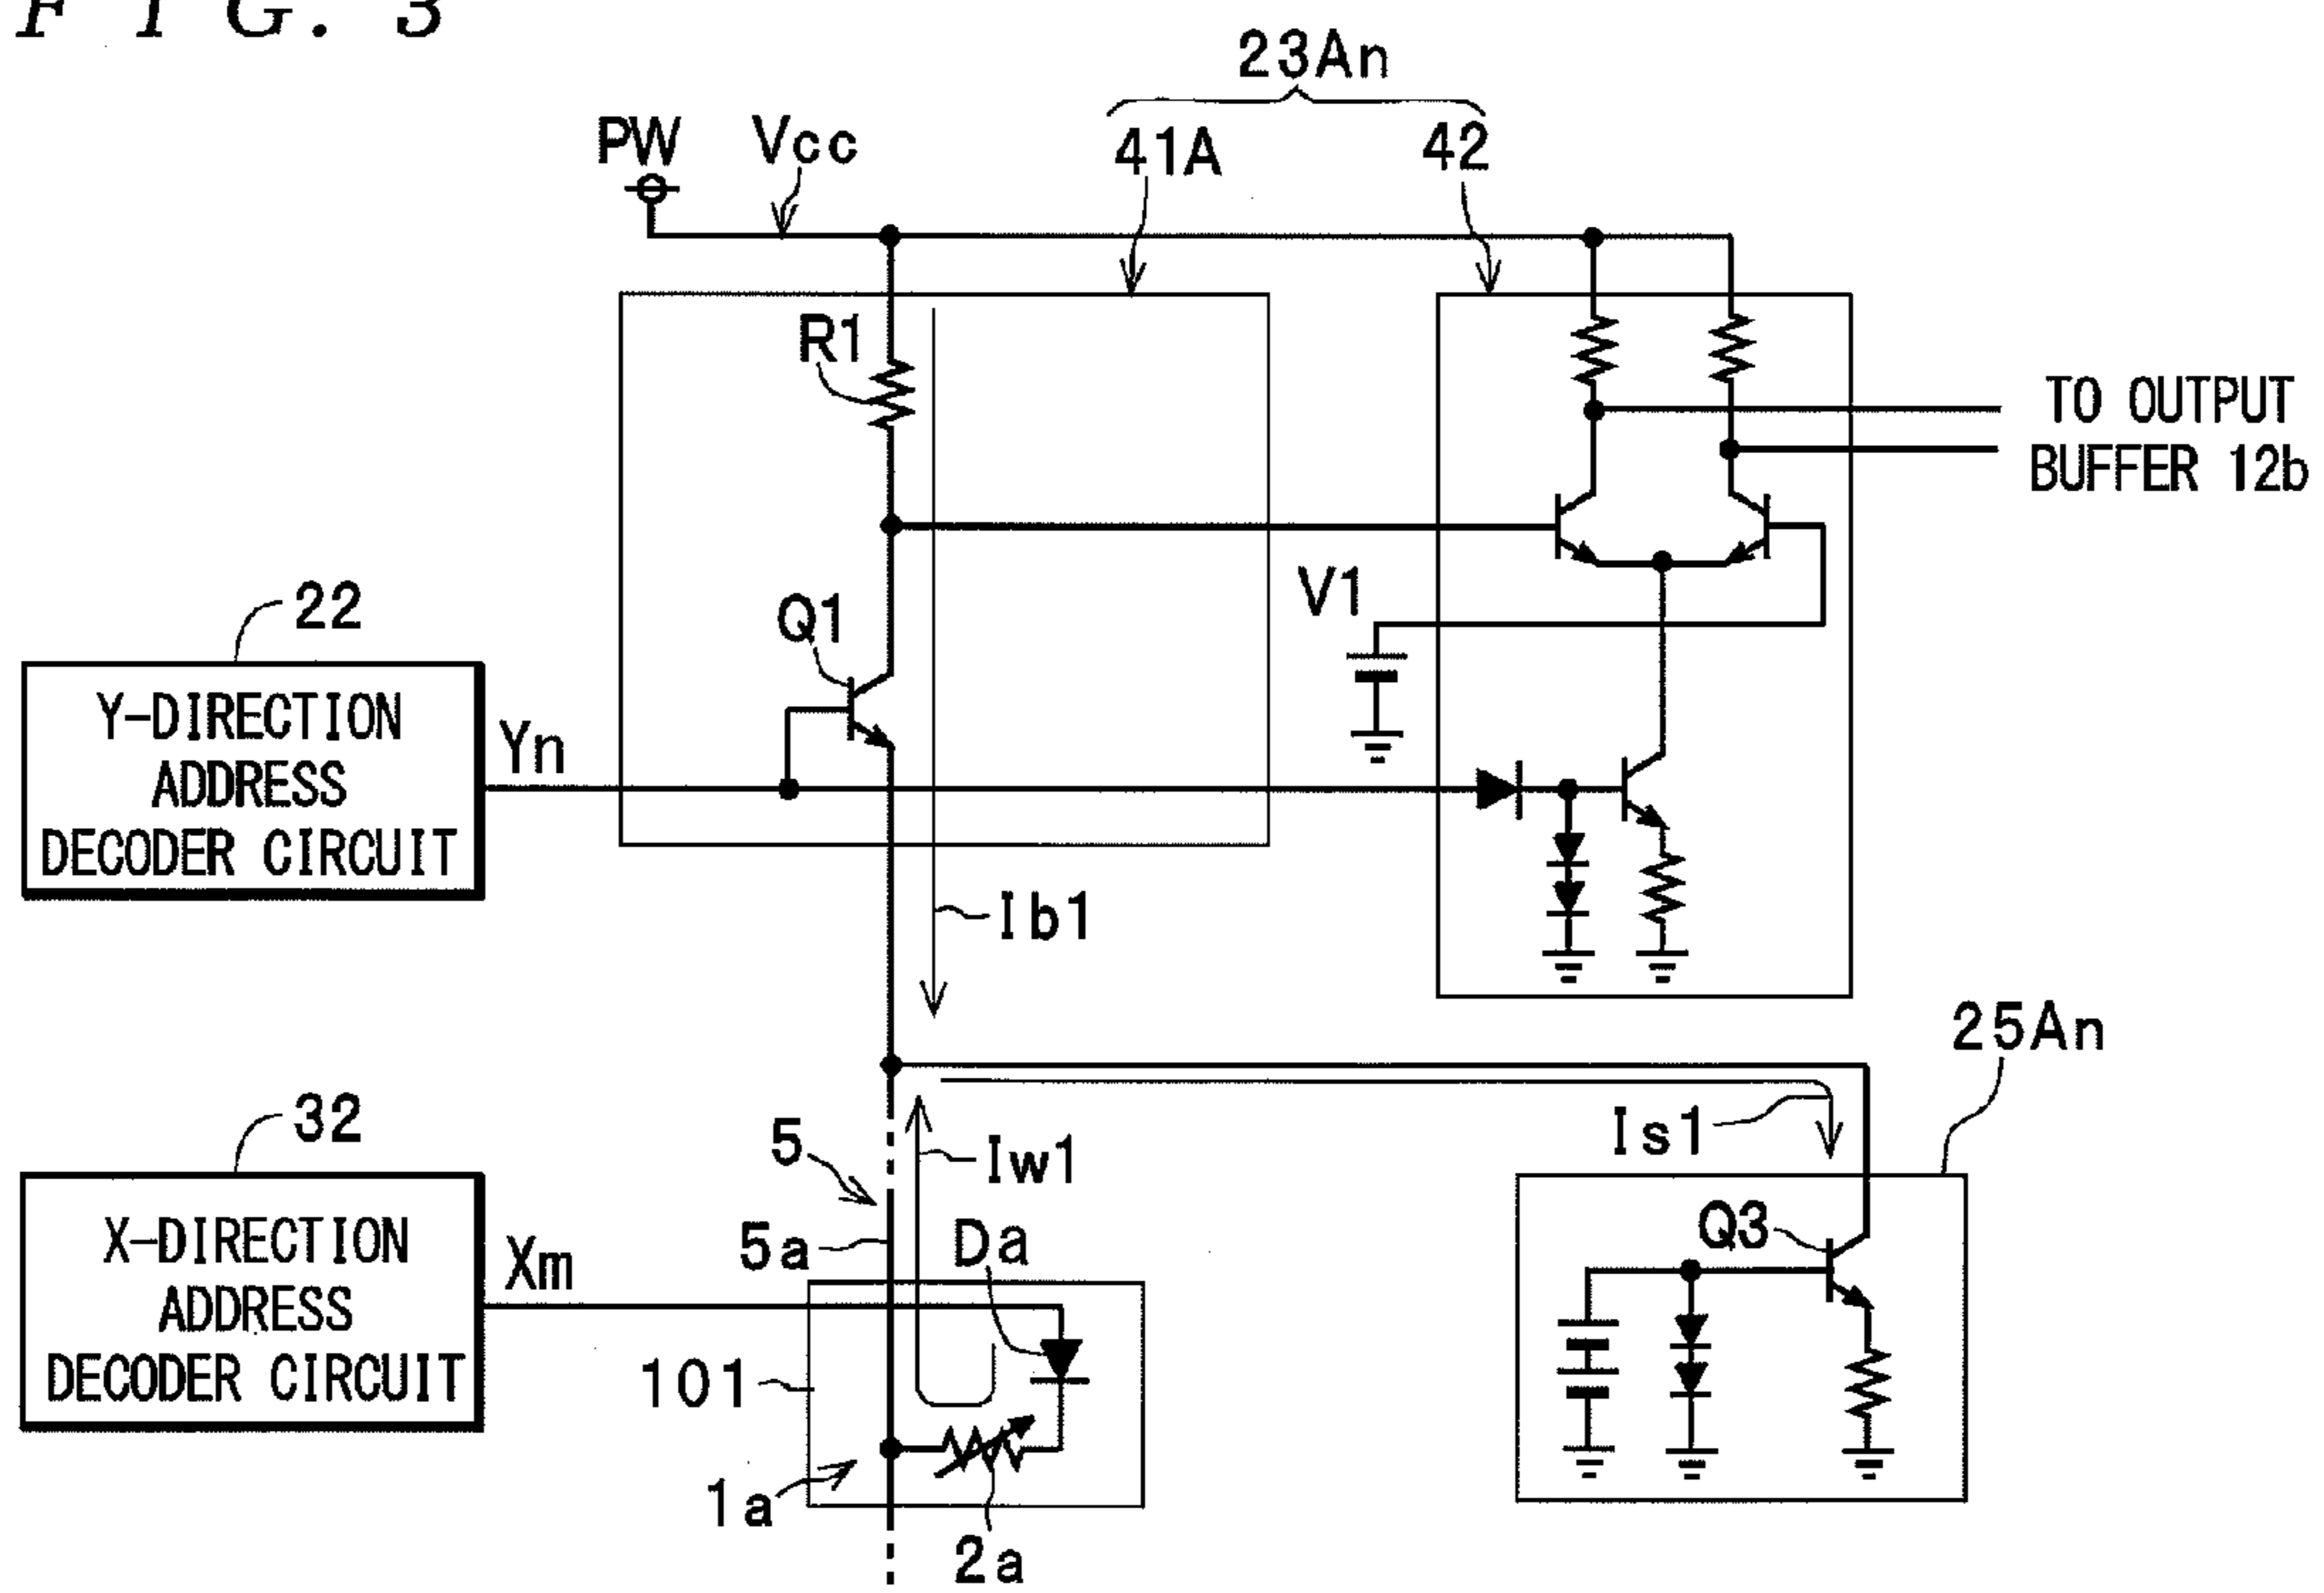 FIG. 3
23An
PW
Vcc
41A
42
R1
TO OUTPUT
BUFFER 12b
V1
Q1
22
Y-DIRECTION
ADDRESS
DECODER CIRCUIT
Yn
Ib1
25An
32
5
Iw1
Is1
X-DIRECTION
ADDRESS
DECODER CIRCUIT
Xm
5a
Da
Q3
101
1a
2a